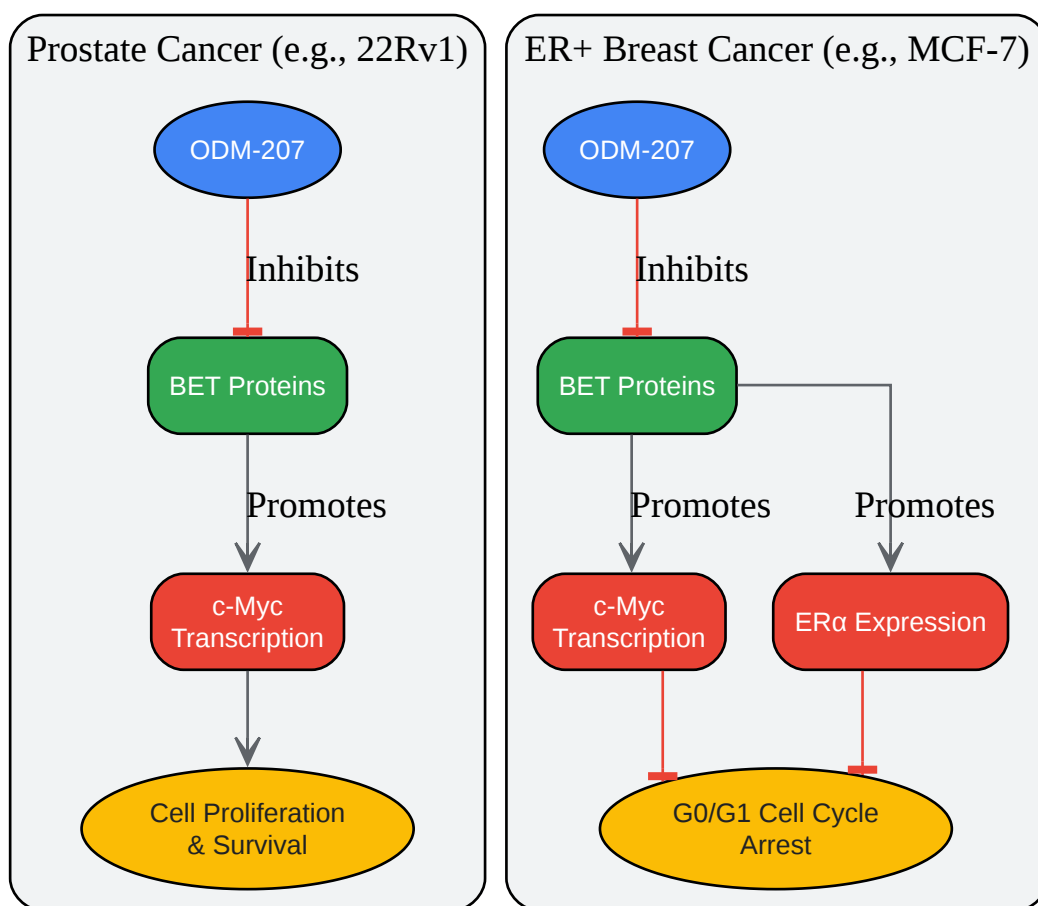 Prostate Cancer (e.g., 22Rv1)
ODM-207
Inhibits
BET Proteins
Promotes
c-Myc
Transcription
Cell Proliferation
& Survival
ER+ Breast Cancer (e.g., MCF-7)
ODM-207
Inhibits
BET Proteins
Promotes
Promotes
c-Myc
Transcription
ERα Expression
G0/G1 Cell Cycle
Arrest